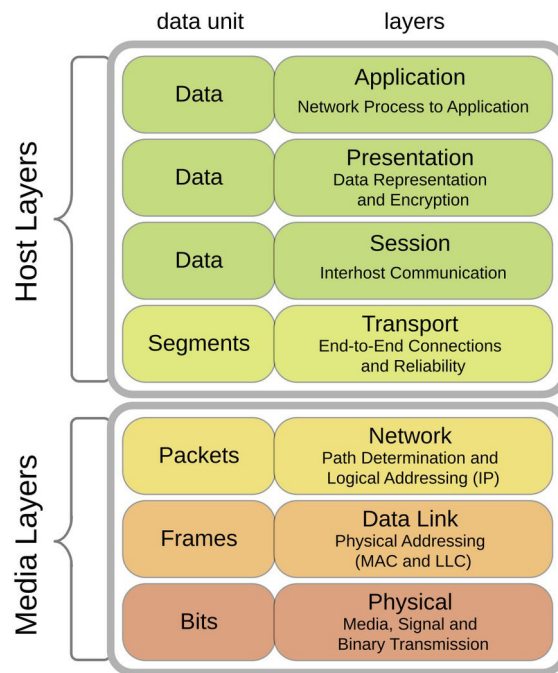 data unit layers
Host Layers
Data
Application
Network Process to Application
Data
Presentation
Data Representation
and Encryption
Data
Session
Interhost Communication
Segments
Transport
End-to-End Connections
and Reliability
Media Layers
Packets
Network
Path Determination and
Logical Addressing (IP)
Frames
Data Link
Physical Addressing
(MAC and LLC)
Bits
Physical
Media, Signal and
Binary Transmission